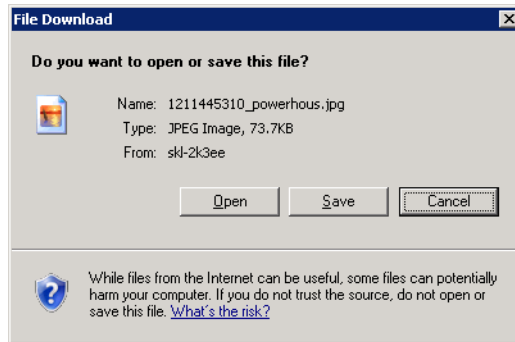 File Download
Do you want to open or save this file?
Name: 1211445310_powerhous.jpg
Type: JPEG Image, 73.7KB
From: skl-2k3ee
Open Save Cancel
While files from the Internet can be useful, some files can potentially
harm your computer. If you do not trust the source, do not open or
save this file. What's the risk?